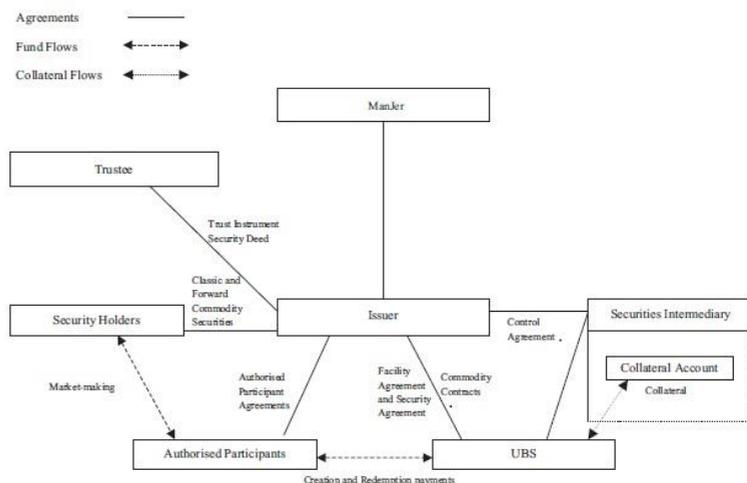 Agreements
Fund Flows
Collateral Flows
ManJer
Trustee
Trust Instrument
Security Deed
Classic and
Forward
Commodity
Securities
Security Holders
Issuer
Securities Intermediary
Control
Agreement
Collateral Account
Collateral
Market-making
Authorised
Participant
Agreements
Facility
Agreement
and Security
Agreement
Commodity
Contracts
Authorised Participants
UBS
Creation and Redemption payments